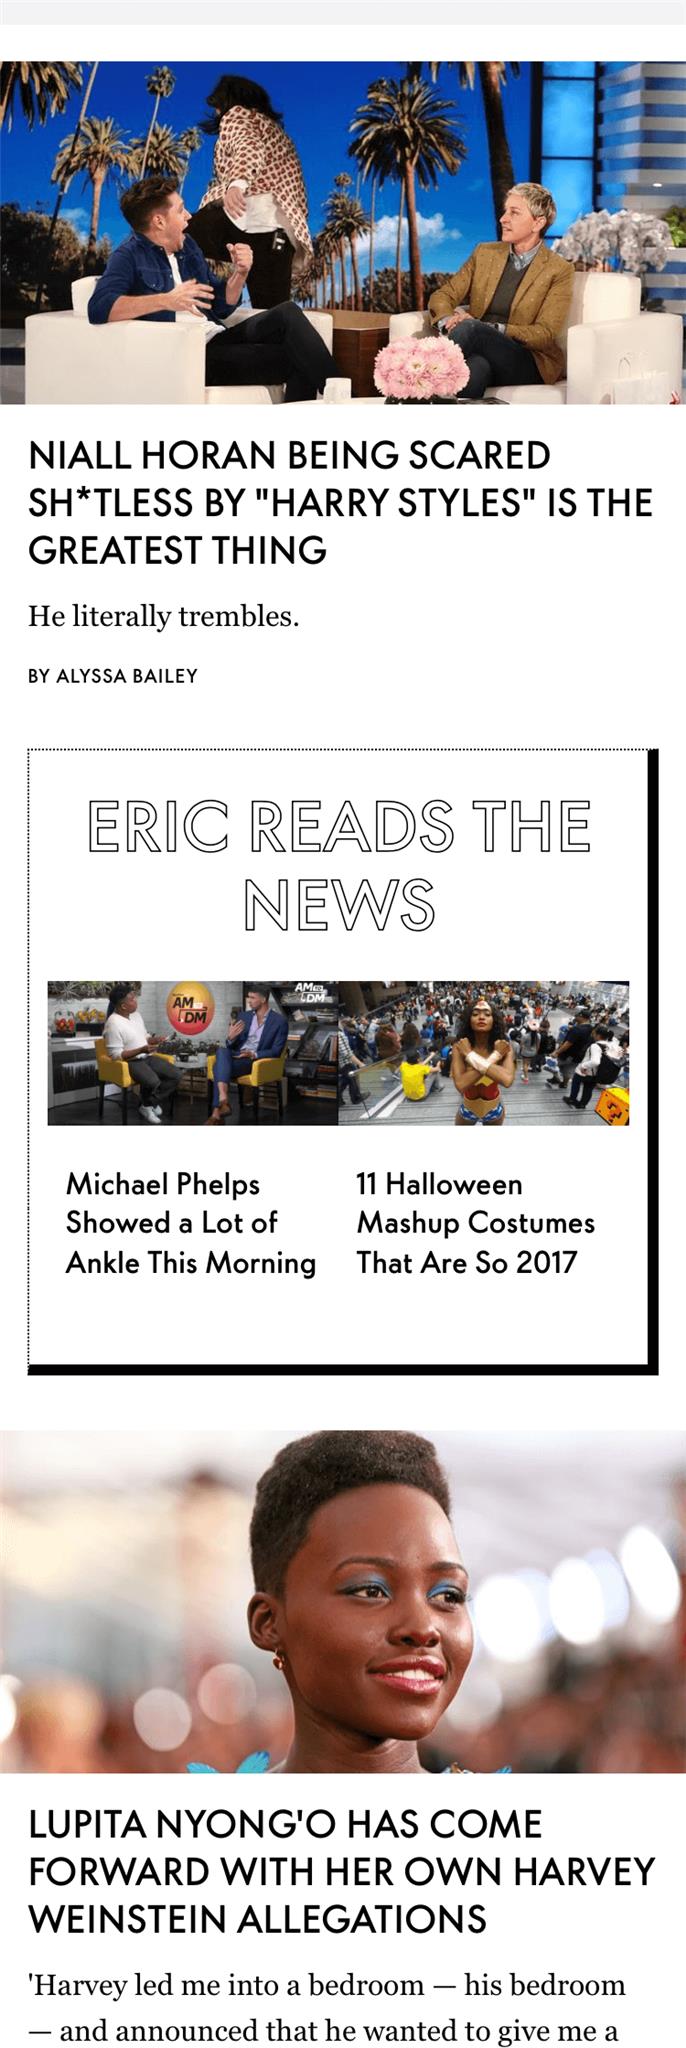 NIALL HORAN BEING SCARED
SH*TLESS BY "HARRY STYLES" IS THE
GREATEST THING
He literally trembles.
BY ALYSSA BAILEY
ERIC READS THE
NEWS
AM
DM
AM TO
DM
?
Michael Phelps
Showed a Lot of
Ankle This Morning
11 Halloween
Mashup Costumes
That Are So 2017
LUPITA NYONG'O HAS COME
FORWARD WITH HER OWN HARVEY
WEINSTEIN ALLEGATIONS
'Harvey led me into a bedroom — his bedroom
— and announced that he wanted to give me a